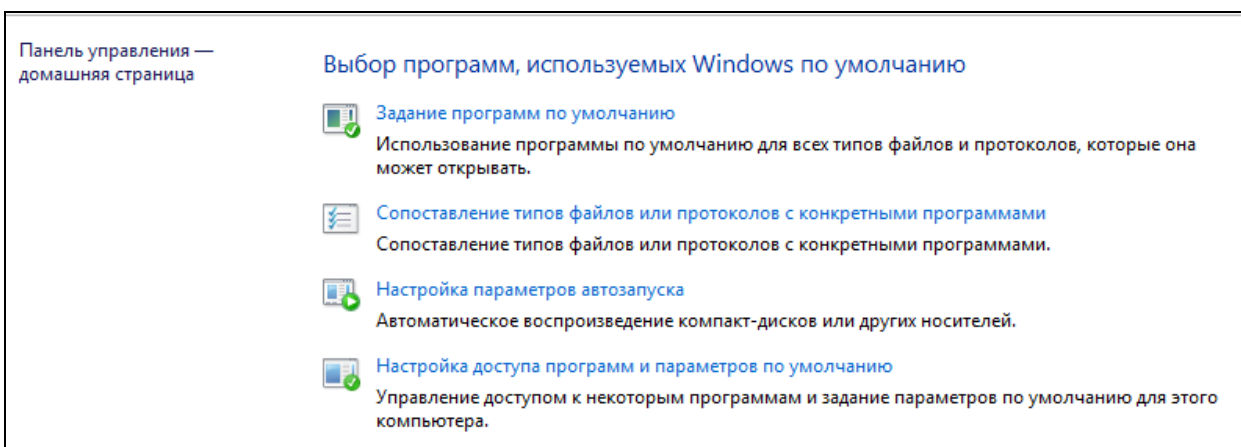 Панель управления —
домашняя страница
Выбор программ, используемых Windows по умолчанию
Задание программ по умолчанию
Использование программы по умолчанию для всех типов файлов и протоколов, которые она
может открывать.
Сопоставление типов файлов или протоколов с конкретными программами
Сопоставление типов файлов или протоколов с конкретными программами.
Настройка параметров автозапуска
Автоматическое воспроизведение компакт-дисков или других носителей.
Настройка доступа программ и параметров по умолчанию
Управление доступом к некоторым программам и задание параметров по умолчанию для этого
компьютера.